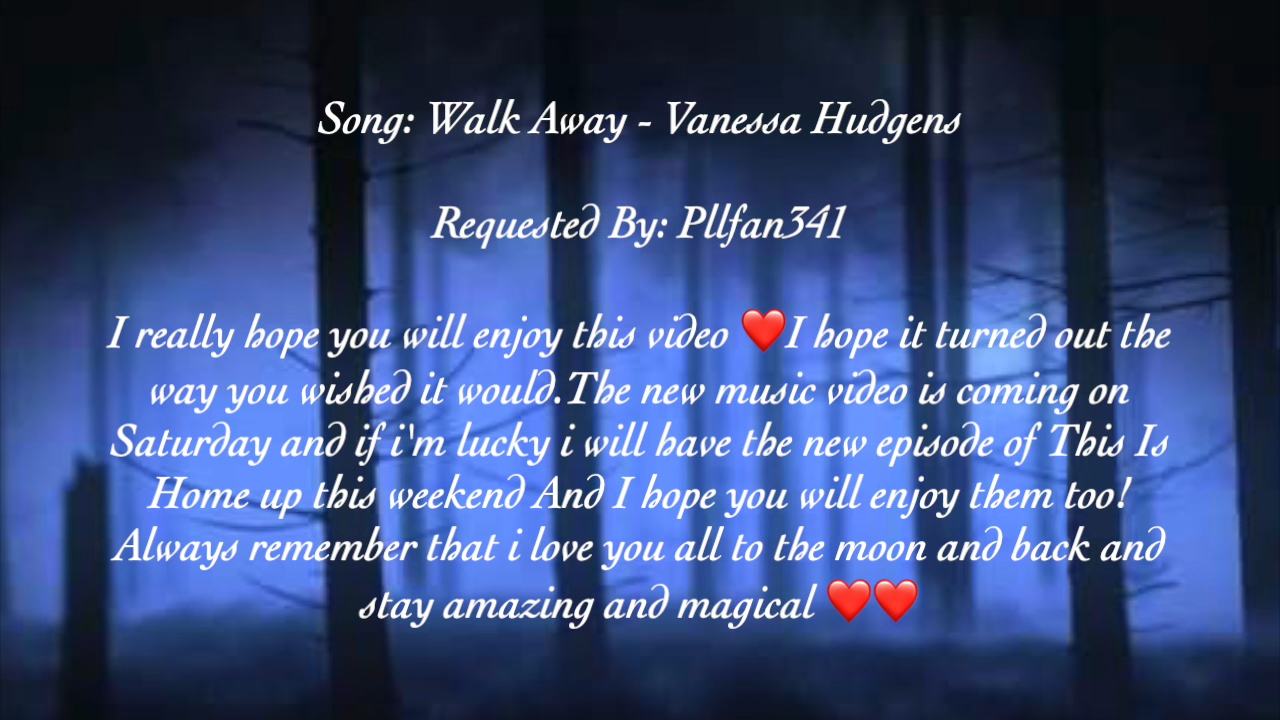 Song: Walk Away - Vanessa Hudgens
Requested By: Pllfan341
I really hope you will enjoy this video ❤️I hope it turned out the
way you wished it would.The new music video is coming on
Saturday and if i'm lucky i will have the new episode of This Is
Home up this weekend And I hope you will enjoy them too!
Always remember that i love you all to the moon and back and
stay amazing and magical ❤️❤️